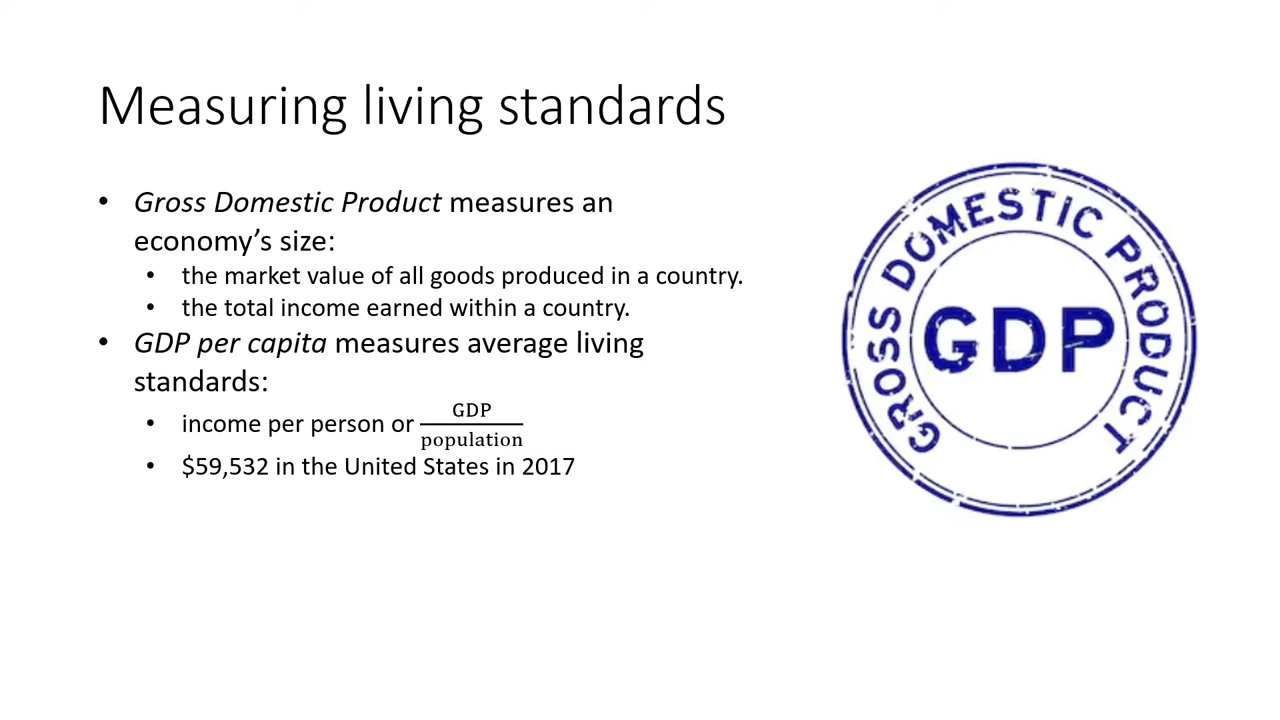 Measuring living standards
• Gross Domestic Product measures an
economy’s size:
• the market value of all goods produced in a country.
• the total income earned within a country.
• GDP per capita measures average living
standards:
• income per person or GDP
population
• $59,532 in the United States in 2017
GROSS DOMESTIC PRODUCT
GDP